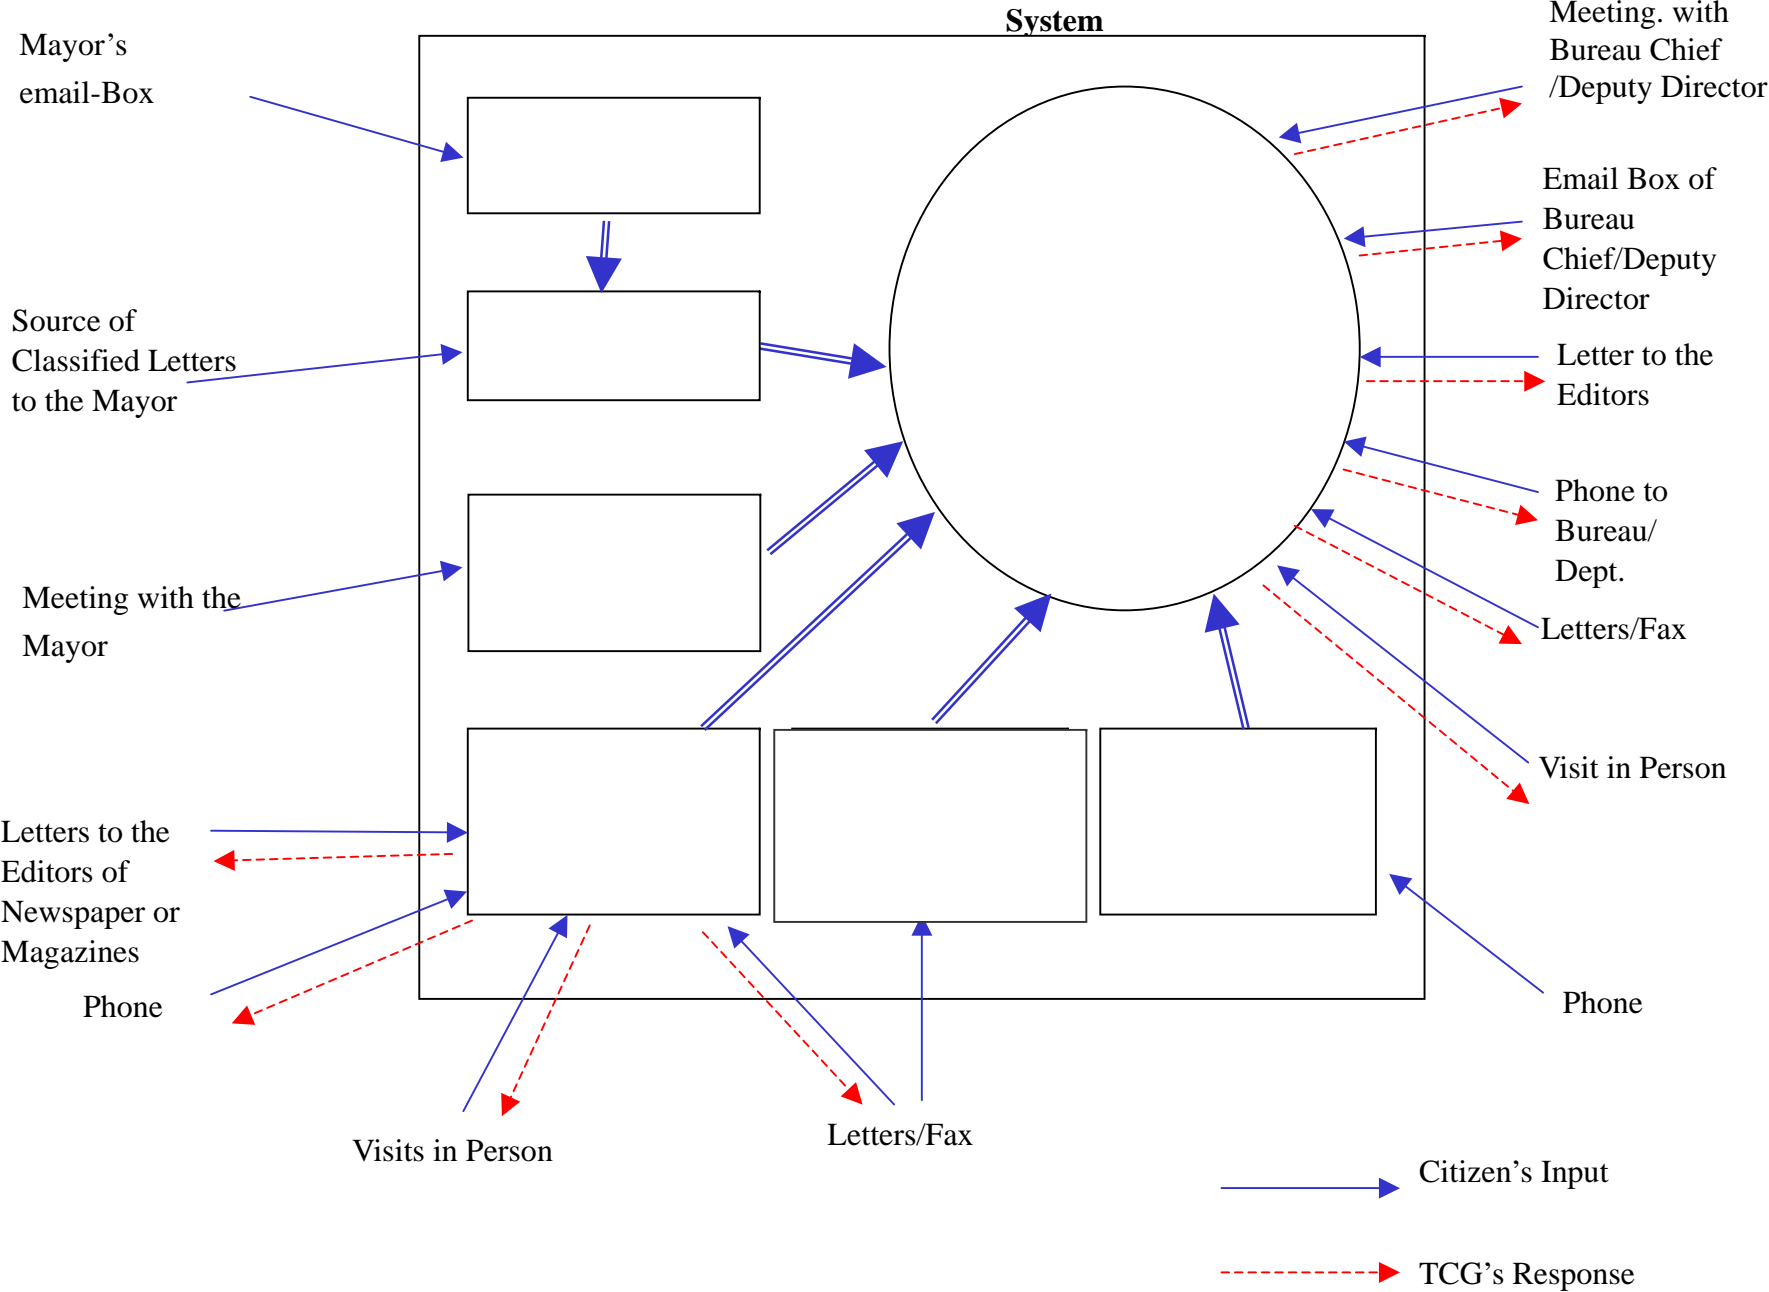 System
Mayor’s
email-Box
Source of
Classified Letters
to the Mayor
Meeting with the
Mayor
Letters to the
Editors of
Newspaper or
Magazines
Phone
Visits in Person
Letters/Fax
Meeting. with
Bureau Chief
/Deputy Director
Email Box of
Bureau
Chief/Deputy
Director
Letter to the
Editors
Phone to
Bureau/
Dept.
Letters/Fax
Visit in Person
Phone
Citizen’s Input
TCG’s Response